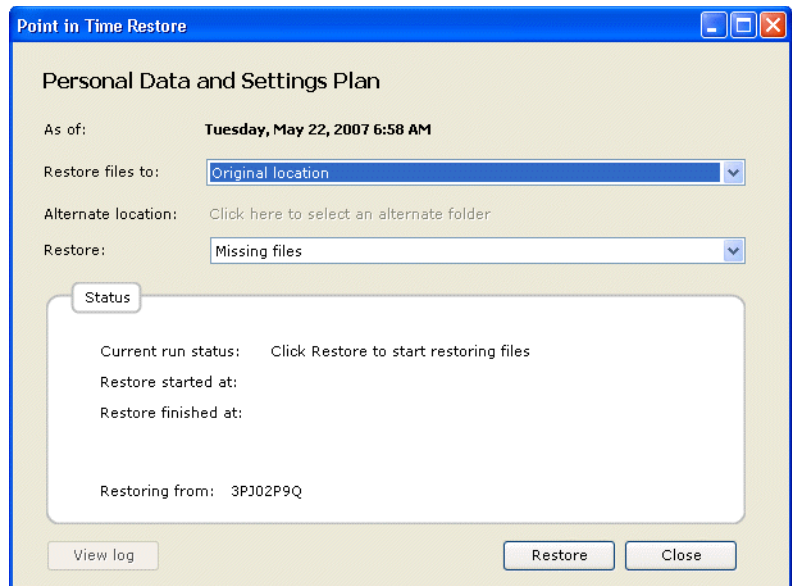 Point in Time Restore
Personal Data and Settings Plan
As of: Tuesday, May 22, 2007 6:58 AM
Restore files to: Original location
Alternate location: Click here to select an alternate folder
Restore: Missing files
Status
Current run status: Click Restore to start restoring files
Restore started at:
Restore finished at:
Restoring from: 3PJ02P9Q
View log Restore Close